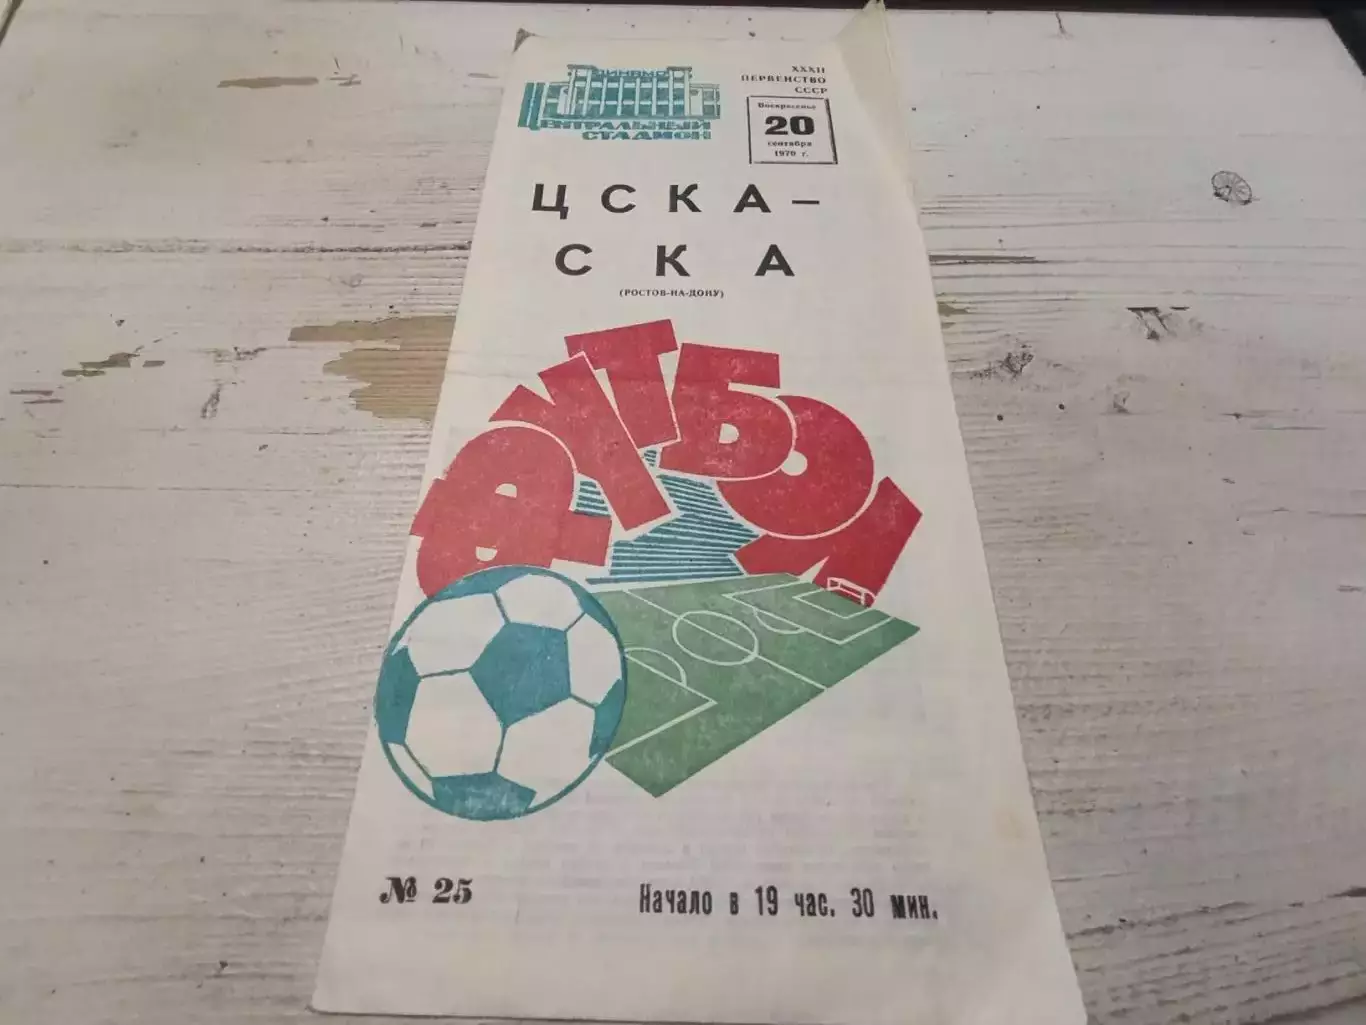 ДИНАМО
ЦЕНТРАЛЬНЫЙ
СТАДИОН
XXXII
ПЕРВЕНСТВО
СССР
Воскресенье
20
сентября
1970 г.
ЦСКА–
СКА
(РОСТОВ-НА-ДОНУ)
ФУТБОЛ
№ 25
Начало в 19 час. 30 мин.